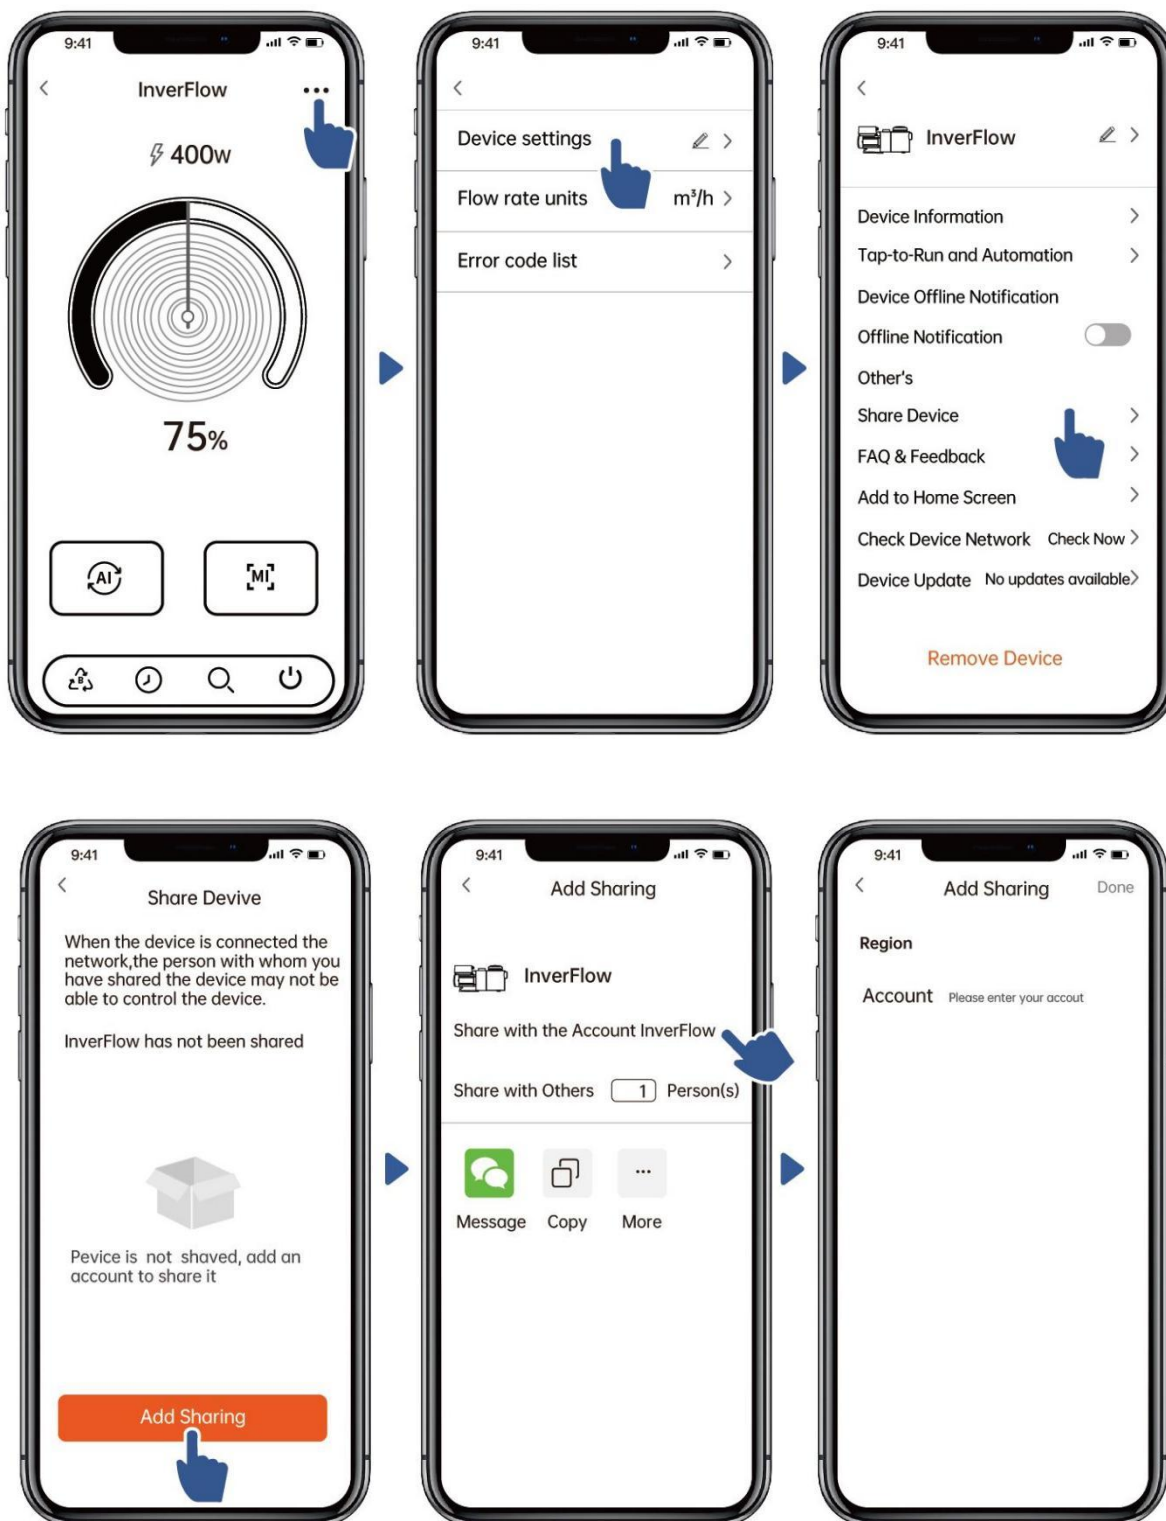 9:41
InverFlow
400w
75%
AI
MI
B
9:41
Device settings
Flow rate units m³/h
Error code list
9:41
InverFlow
Device Information
Tap-to-Run and Automation
Device Offline Notification
Offline Notification
Other's
Share Device
FAQ & Feedback
Add to Home Screen
Check Device Network Check Now
Device Update No updates available
Remove Device
9:41
Share Devive
When the device is connected the
network,the person with whom you
have shared the device may not be
able to control the device.
InverFlow has not been shared
Pevice is not shaved, add an
account to share it
Add Sharing
9:41
Add Sharing
InverFlow
Share with the Account InverFlow
Share with Others 1 Person(s)
Message Copy More
9:41
Add Sharing Done
Region
Account Please enter your accout